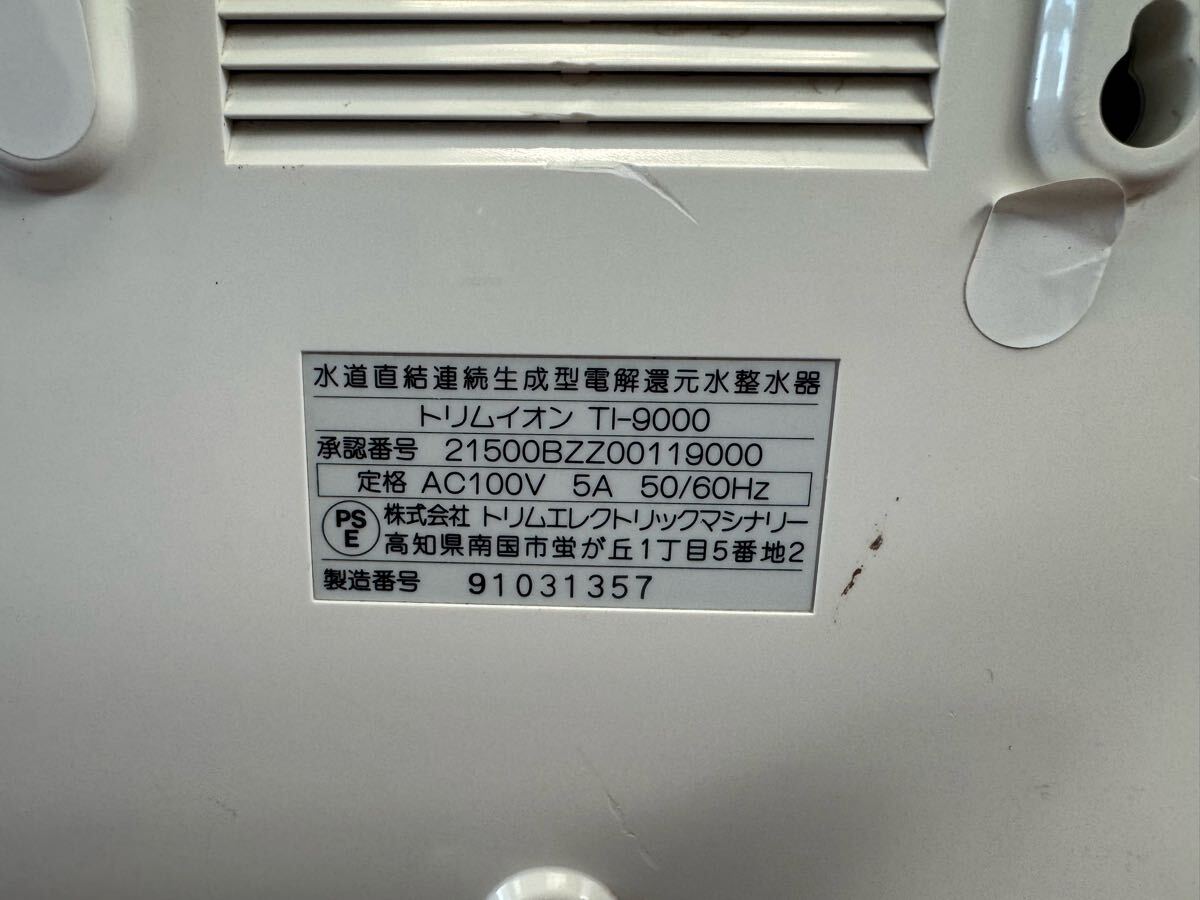 水道直結連続生成型電解還元水整水器
トリムイオン TI-9000
承認番号 21500BZZ00119000
定格 AC100V 5A 50/60Hz
PS
E
株式会社 トリムエレクトリックマシナリー
高知県南国市蛍が丘1丁目5番地2
製造番号 91031357